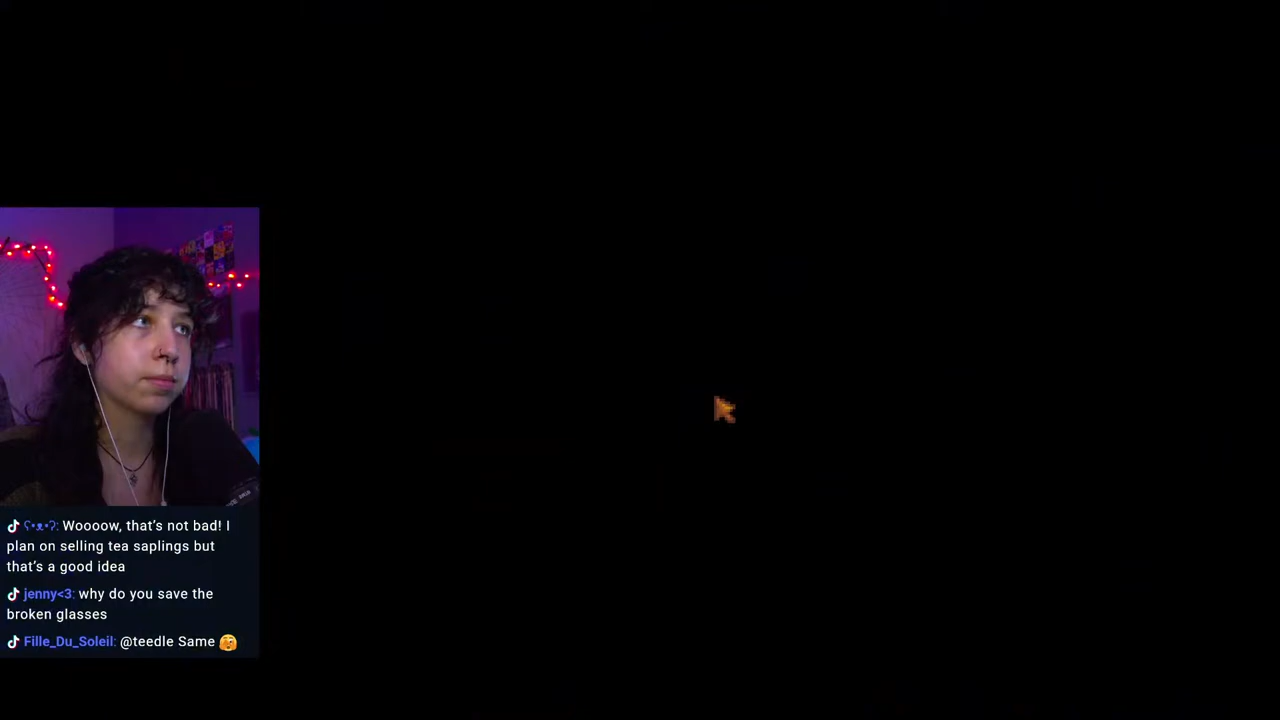 ʕ•ᴥ•ʔ: Woooow, that's not bad! I
plan on selling tea saplings but
that's a good idea
jenny<3: why do you save the
broken glasses
Fille_Du_Soleil: @teedle Same 🫣